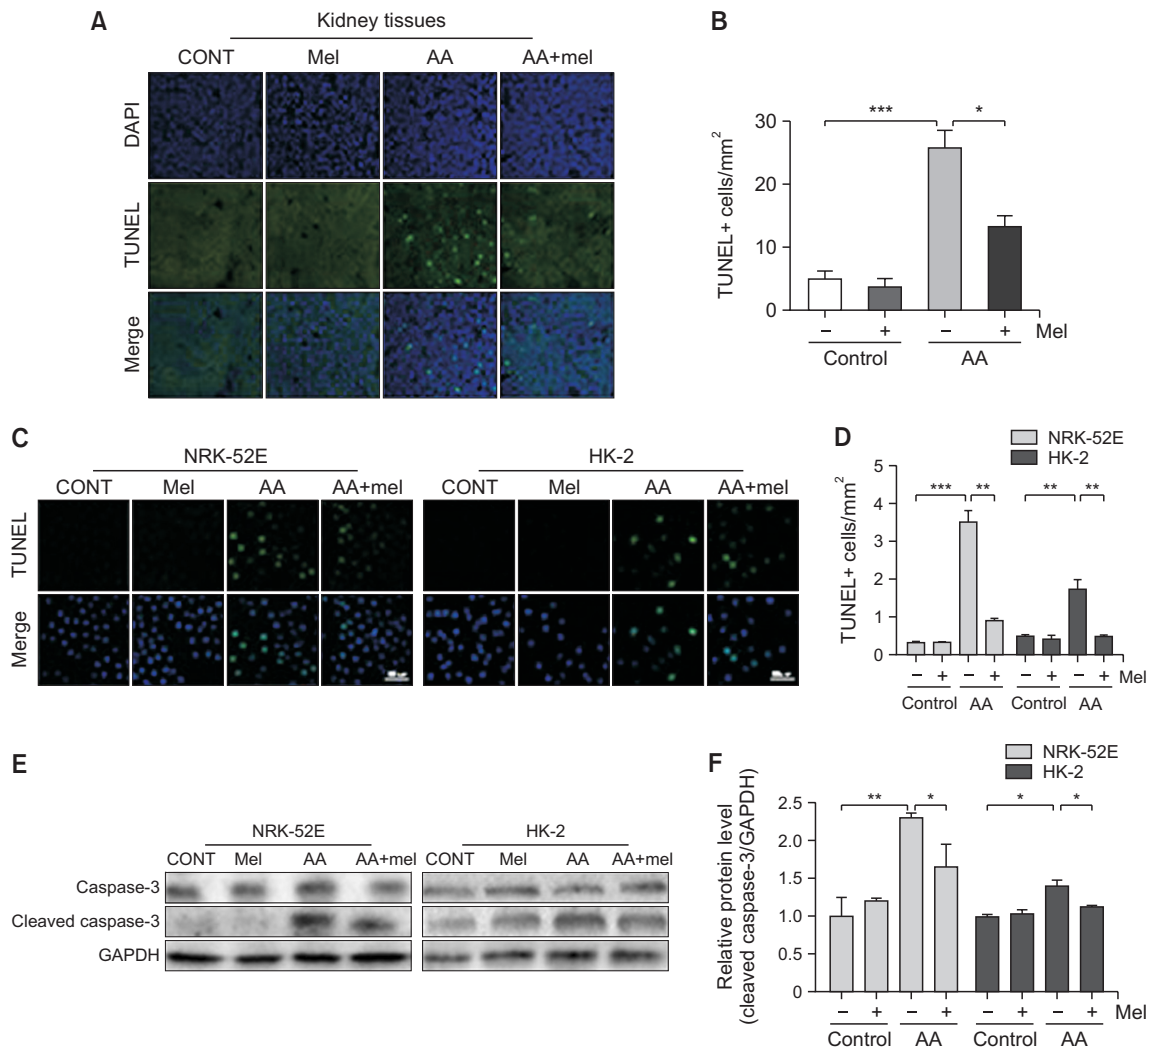 A
Kidney tissues
CONT Mel AA AA+mel
DAPI
TUNEL
Merge
B
TUNEL+ cells/mm2
30
20
10
0
*** *
– + – + Mel
Control AA
C
NRK-52E HK-2
CONT Mel AA AA+mel CONT Mel AA AA+mel
TUNEL
Merge
D
NRK-52E
HK-2
TUNEL+ cells/mm2
5
4
3
2
1
0
*** ** ** **
– + – + – + – + Mel
Control AA Control AA
E
NRK-52E HK-2
CONT Mel AA AA+mel CONT Mel AA AA+mel
Caspase-3
Cleaved caspase-3
GAPDH
F
NRK-52E
HK-2
Relative protein level
(cleaved caspase-3/GAPDH)
2.5
2.0
1.5
1.0
0.5
0
** * * *
– + – + – + – + Mel
Control AA Control AA